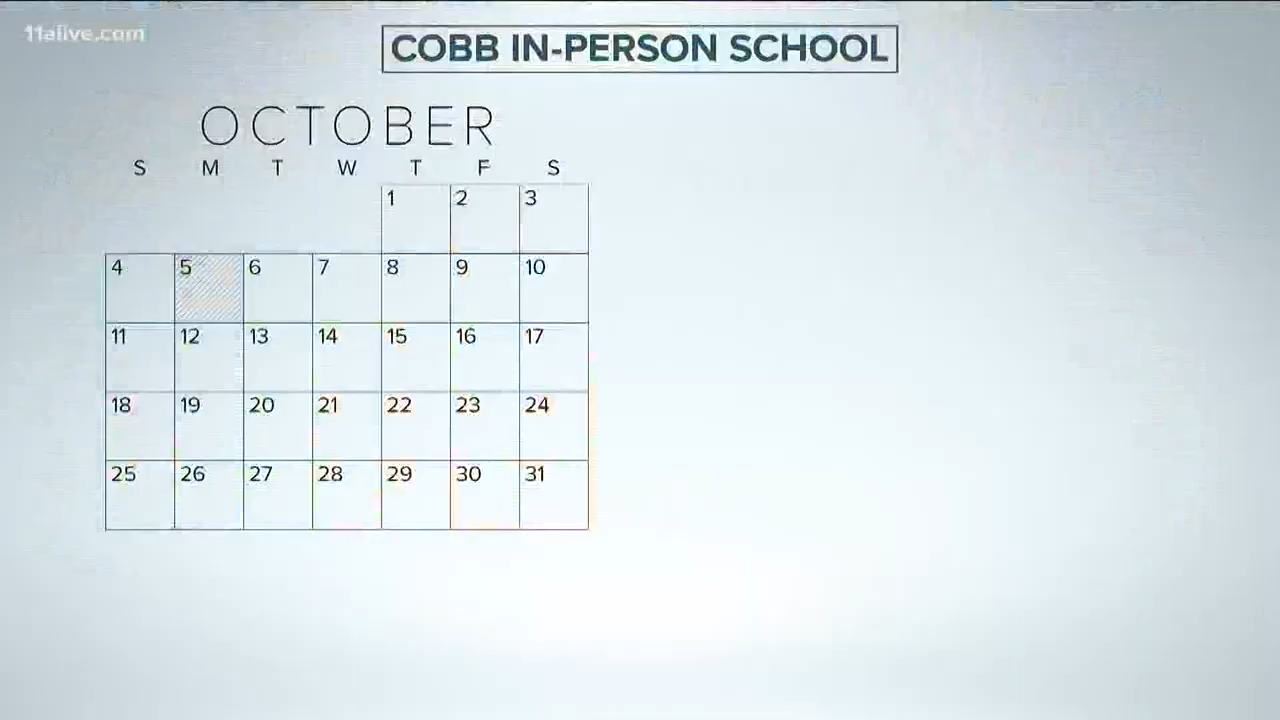 11alive.com
COBB IN-PERSON SCHOOL
OCTOBER
S M T W T F S
1 2 3
4 5 6 7 8 9 10
11 12 13 14 15 16 17
18 19 20 21 22 23 24
25 26 27 28 29 30 31